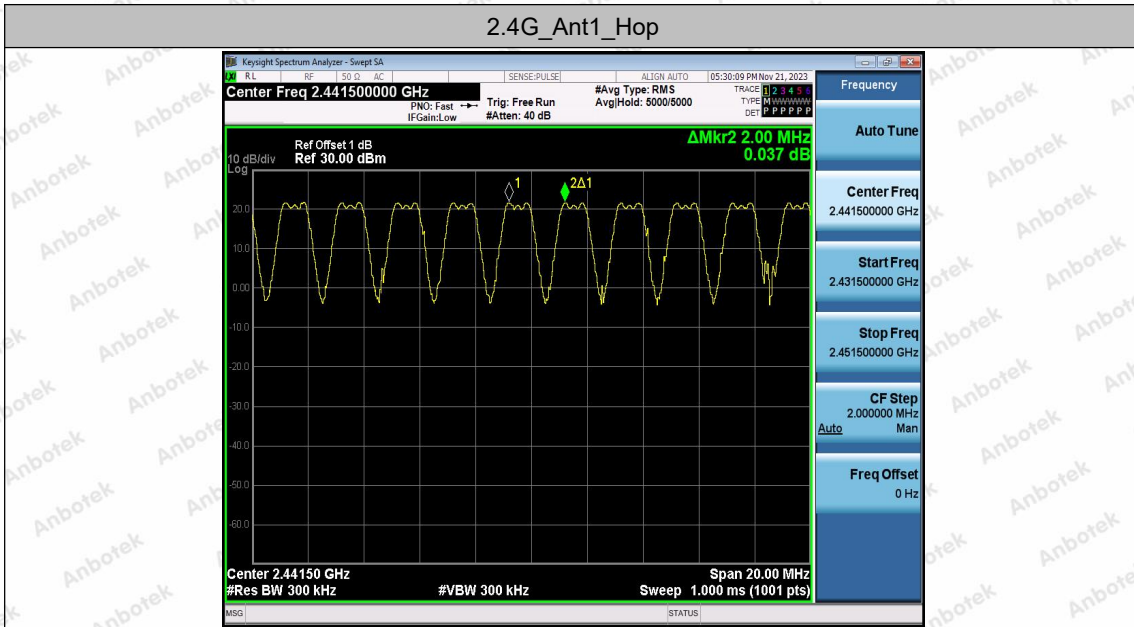 2.4G_Ant1_Hop
Keysight Spectrum Analyzer - Swept SA
LXI RL RF 50 Ω AC SENSE:PULSE ALIGN AUTO 05:30:09 PM Nov 21, 2023
Center Freq 2.441500000 GHz
PNO: Fast
IFGain:Low
Trig: Free Run
#Atten: 40 dB
#Avg Type: RMS
Avg|Hold: 5000/5000
TRACE 1 2 3 4 5 6
TYPE M WWWWW
DET P P P P P P
Frequency
Auto Tune
Center Freq
2.441500000 GHz
Start Freq
2.431500000 GHz
Stop Freq
2.451500000 GHz
CF Step
2.000000 MHz
Auto Man
Freq Offset
0 Hz
ΔMkr2 2.00 MHz
0.037 dB
Ref Offset 1 dB
10 dB/div Ref 30.00 dBm
Log
1
2Δ1
20.0
10.0
0.00
-10.0
-20.0
-30.0
-40.0
-50.0
-60.0
Center 2.44150 GHz Span 20.00 MHz
#Res BW 300 kHz #VBW 300 kHz Sweep 1.000 ms (1001 pts)
MSG STATUS
Anbotek